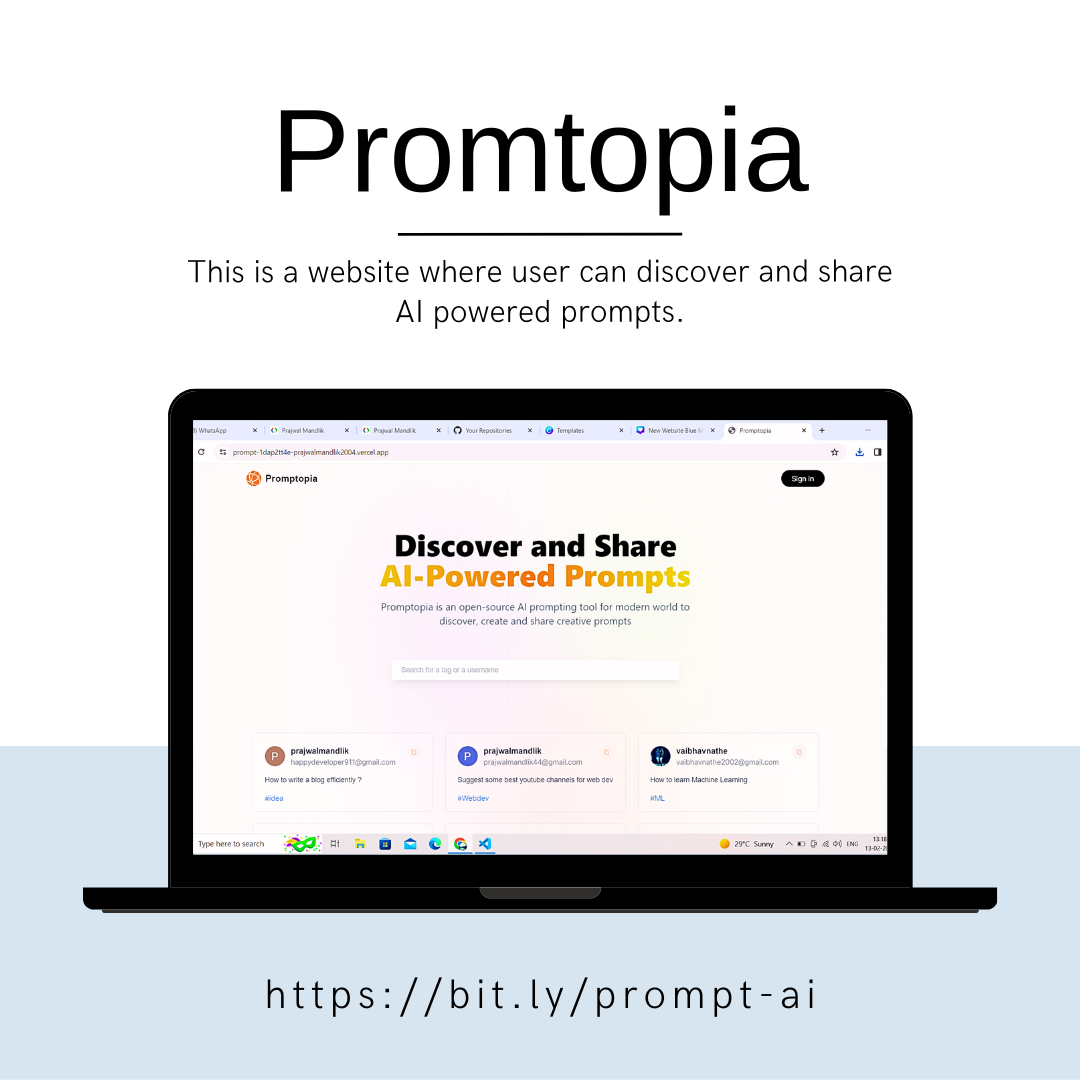 Promtopia
This is a website where user can discover and share
AI powered prompts.
WhatsApp
Prajwal Mandlik
Prajwal Mandlik
Your Repositories
Templates
New Website Blue M
Promptopia
prompt-1dap2tt4e-prajwalmandlik2004.vercel.app
Promptopia
Sign In
Discover and Share
AI-Powered Prompts
Promptopia is an open-source AI prompting tool for modern world to
discover, create and share creative prompts
Search for a tag or a username
P
prajwalmandlik
happydeveloper911@gmail.com
How to write a blog efficiently ?
#idea
P
prajwalmandlik
prajwalmandlik44@gmail.com
Suggest some best youtube channels for web dev
#Webdev
vaibhavnathe
vaibhavnathe2002@gmail.com
How to learn Machine Learning
#ML
Type here to search
29°C Sunny
ENG
13:18
13-02-2
https://bit.ly/prompt-ai